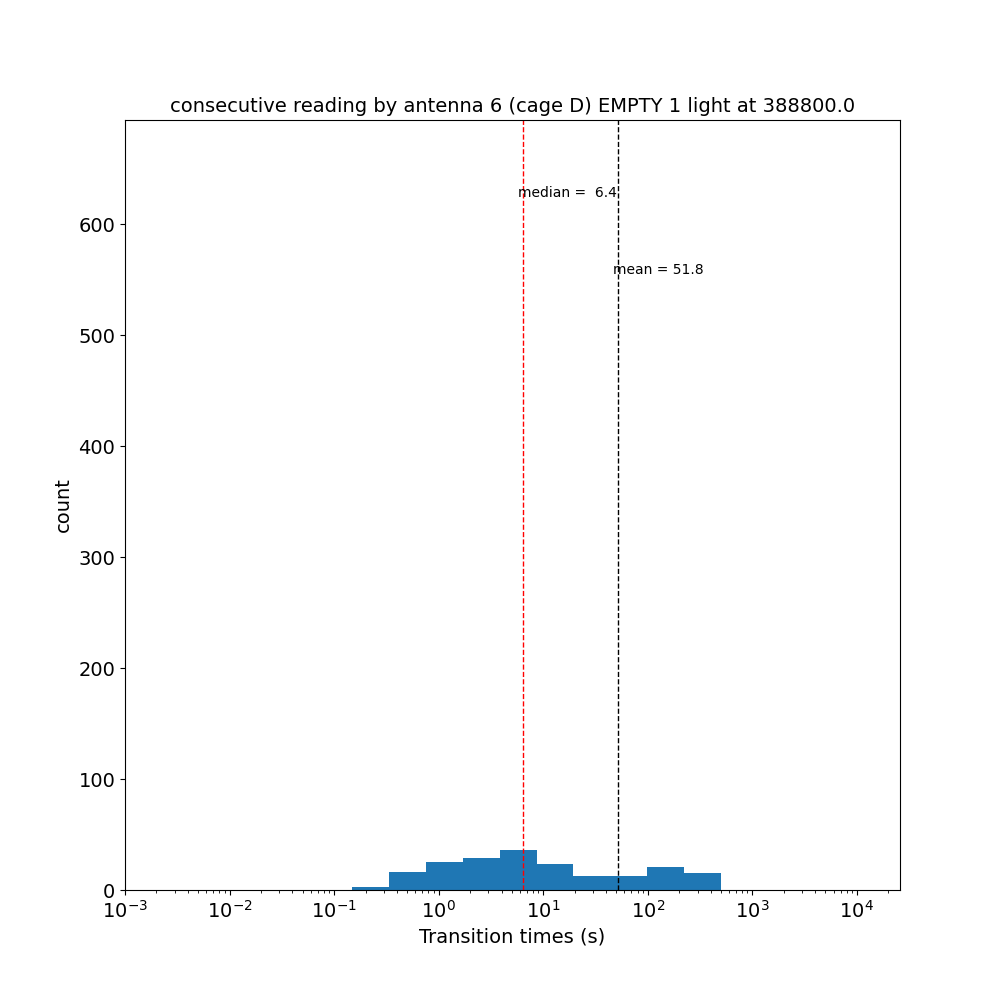 consecutive reading by antenna 6 (cage D) EMPTY 1 light at 388800.0
median =  6.4
mean = 51.8
600
500
400
300
200
100
0
count
10⁻³ 10⁻² 10⁻¹ 10⁰ 10¹ 10² 10³ 10⁴
Transition times (s)